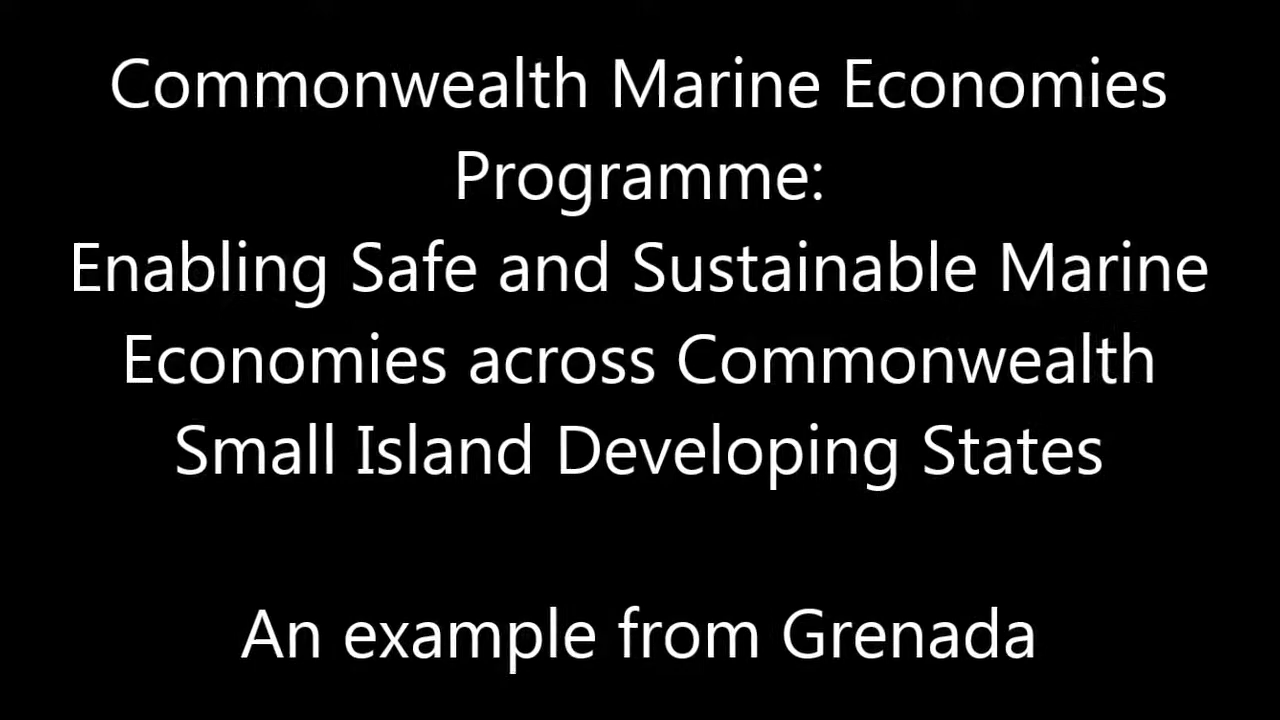 Commonwealth Marine Economies
Programme:
Enabling Safe and Sustainable Marine
Economies across Commonwealth
Small Island Developing States
An example from Grenada